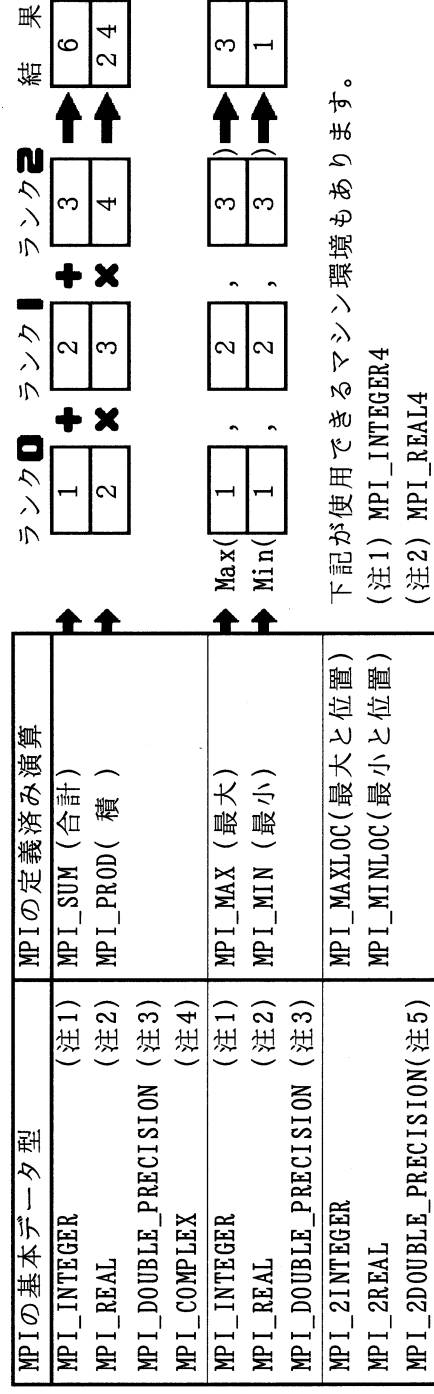 MPIの基本データ型 MPIの定義済み演算
MPI_INTEGER (注1) MPI_SUM (合計)
MPI_REAL (注2) MPI_PROD( 積 )
MPI_DOUBLE_PRECISION (注3)
MPI_COMPLEX (注4)
MPI_INTEGER (注1) MPI_MAX (最大)
MPI_REAL (注2) MPI_MIN (最小)
MPI_DOUBLE_PRECISION (注3)
MPI_2INTEGER MPI_MAXLOC(最大と位置)
MPI_2REAL MPI_MINLOC(最小と位置)
MPI_2DOUBLE_PRECISION(注5)
ランク0 ランク1 ランク2 結 果
1 + 2 + 3 6
2 × 3 × 4 24
Max( 1 , 2 , 3 ) 3
Min( 1 , 2 , 3 ) 1
下記が使用できるマシン環境もあります。
(注1) MPI_INTEGER4
(注2) MPI_REAL4